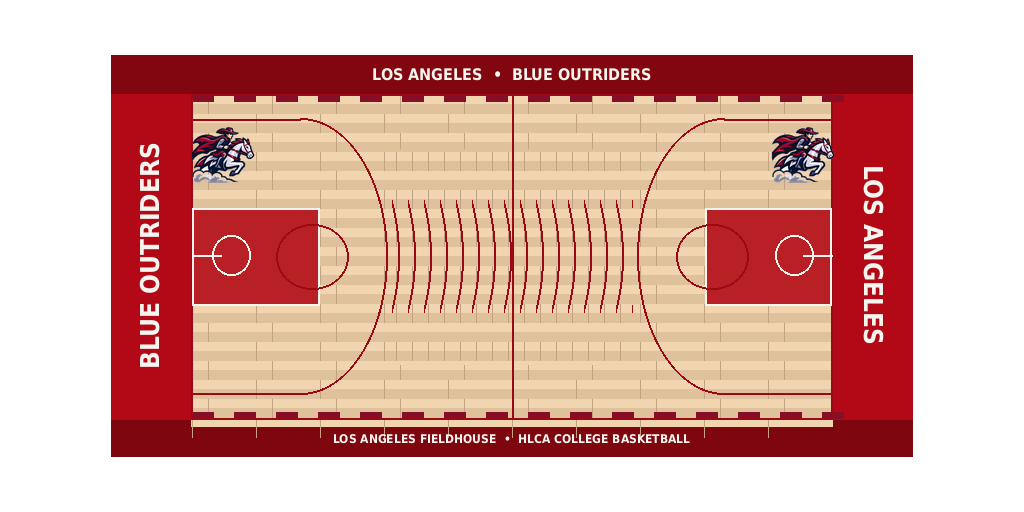 LOS ANGELES • BLUE OUTRIDERS
BLUE OUTRIDERS
LOS ANGELES
LOS ANGELES FIELDHOUSE • HLCA COLLEGE BASKETBALL